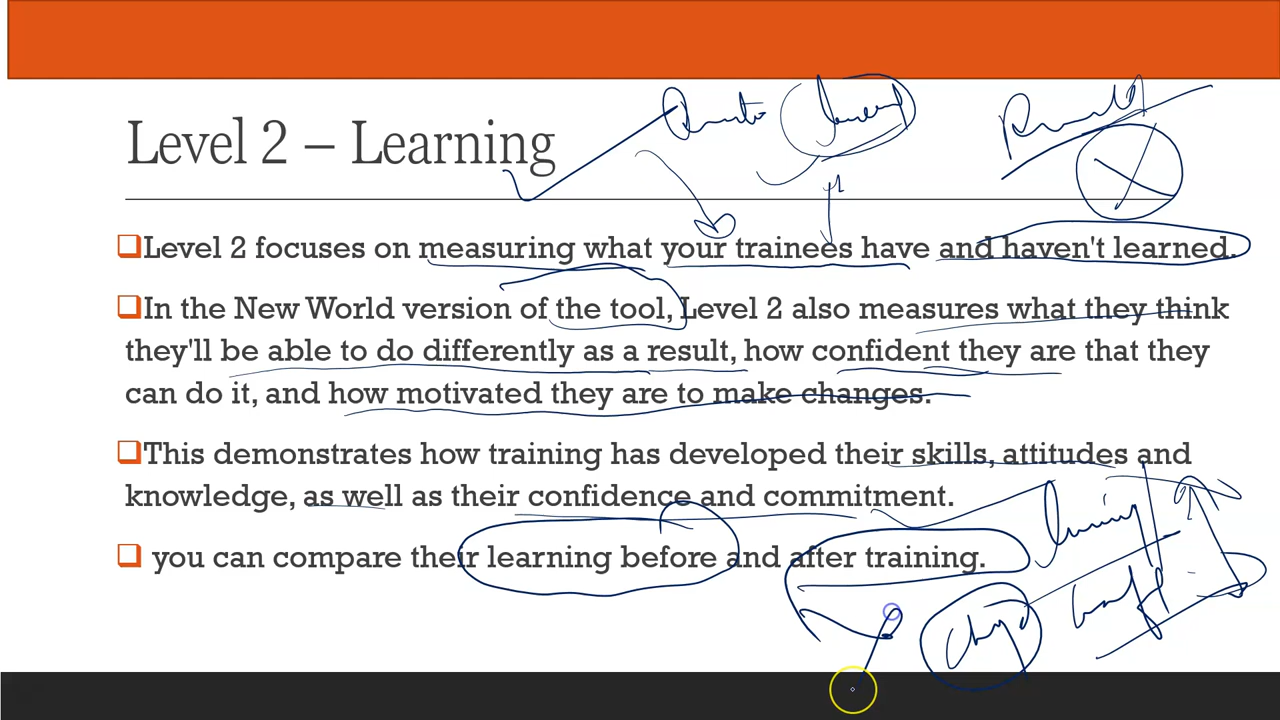 Level 2 – Learning
❑Level 2 focuses on measuring what your trainees have and haven't learned.
❑In the New World version of the tool, Level 2 also measures what they think
they'll be able to do differently as a result, how confident they are that they
can do it, and how motivated they are to make changes.
❑This demonstrates how training has developed their skills, attitudes and
knowledge, as well as their confidence and commitment.
❑ you can compare their learning before and after training.